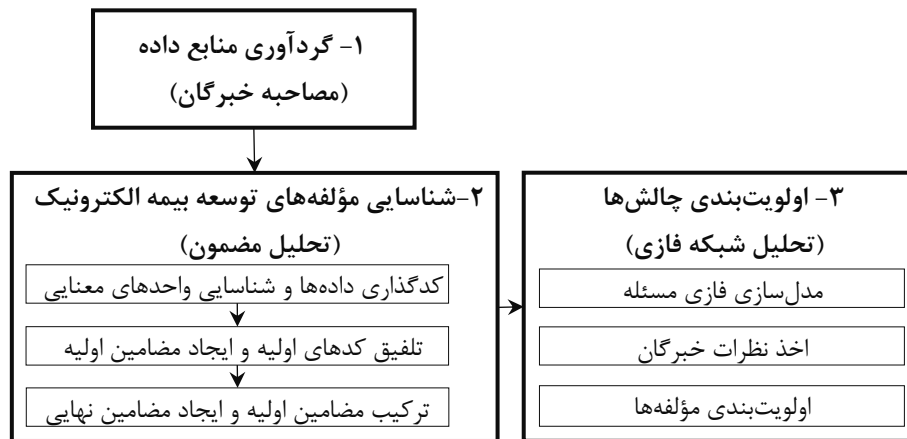 ۱- گردآوری منابع داده
(مصاحبه خبرگان)
۲-شناسایی مؤلفه‌های توسعه بیمه الکترونیک
(تحلیل مضمون)
کدگذاری داده‌ها و شناسایی واحدهای معنایی
تلفیق کدهای اولیه و ایجاد مضامین اولیه
ترکیب مضامین اولیه و ایجاد مضامین نهایی
۳- اولویت‌بندی چالش‌ها
(تحلیل شبکه فازی)
مدل‌سازی فازی مسئله
اخذ نظرات خبرگان
اولویت‌بندی مؤلفه‌ها